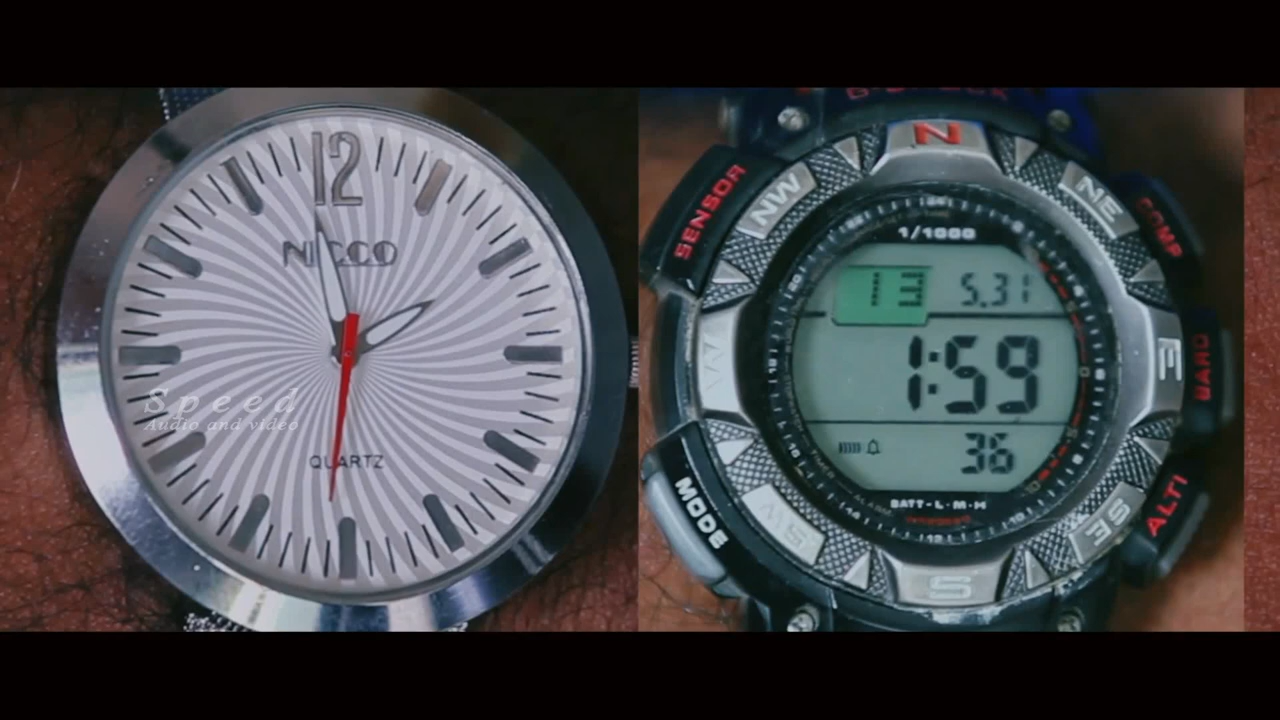 12
NICCO
Speed
Audio and video
QUARTZ
N
NW
NE
SENSOR
COMP
1/1000
13 5.31
1:59
W
E
BARO
36
BATT-L-M-H
MODE
SW
SE
ALTI
S